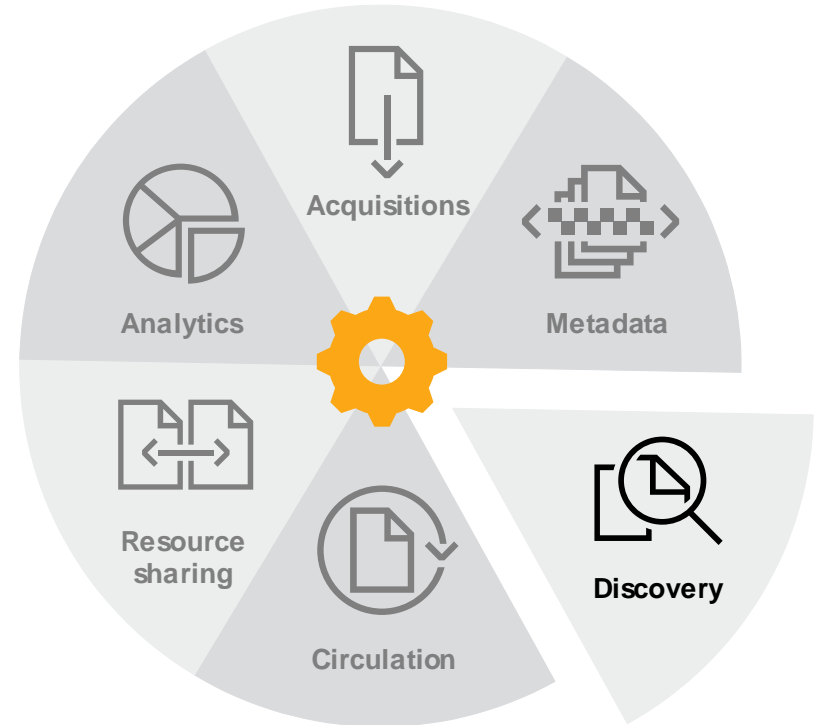 Acquisitions
Analytics
Metadata
Resource
sharing
Discovery
Circulation